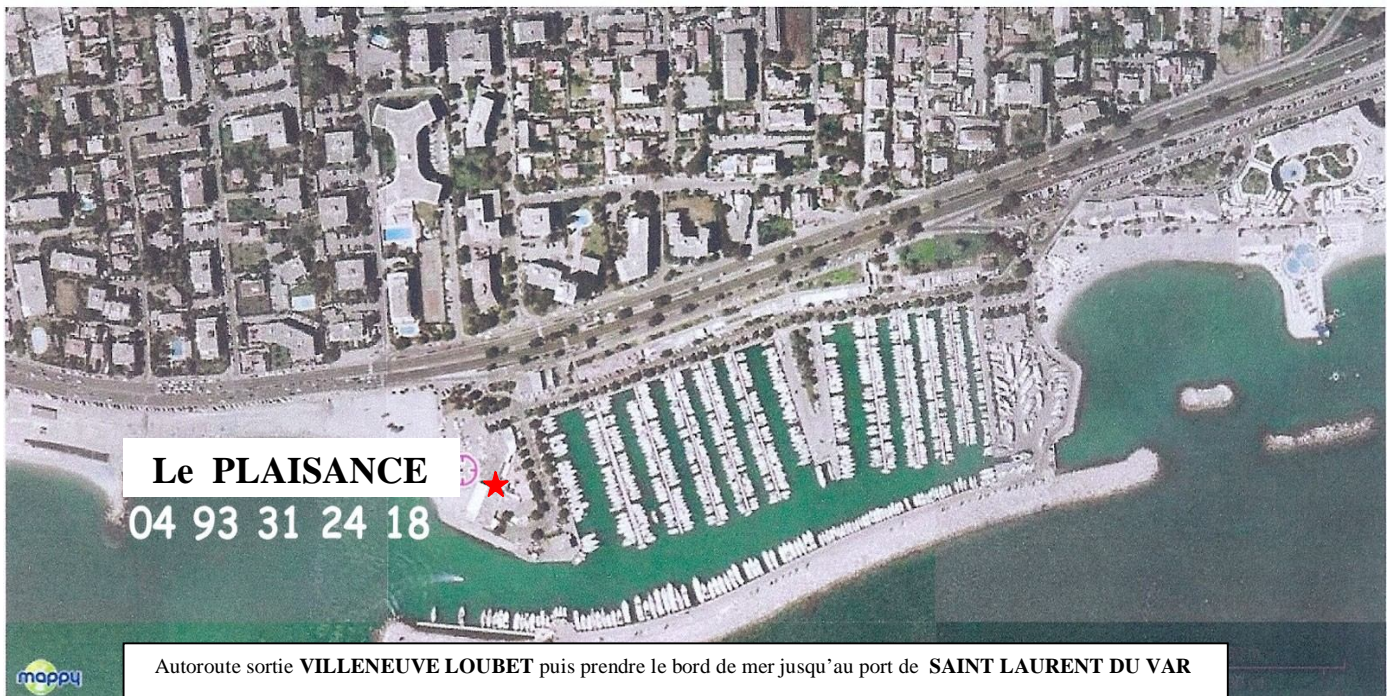 Le PLAISANCE
04 93 31 24 18
Autoroute sortie VILLENEUVE LOUBET puis prendre le bord de mer jusqu'au port de SAINT LAURENT DU VAR
mappy